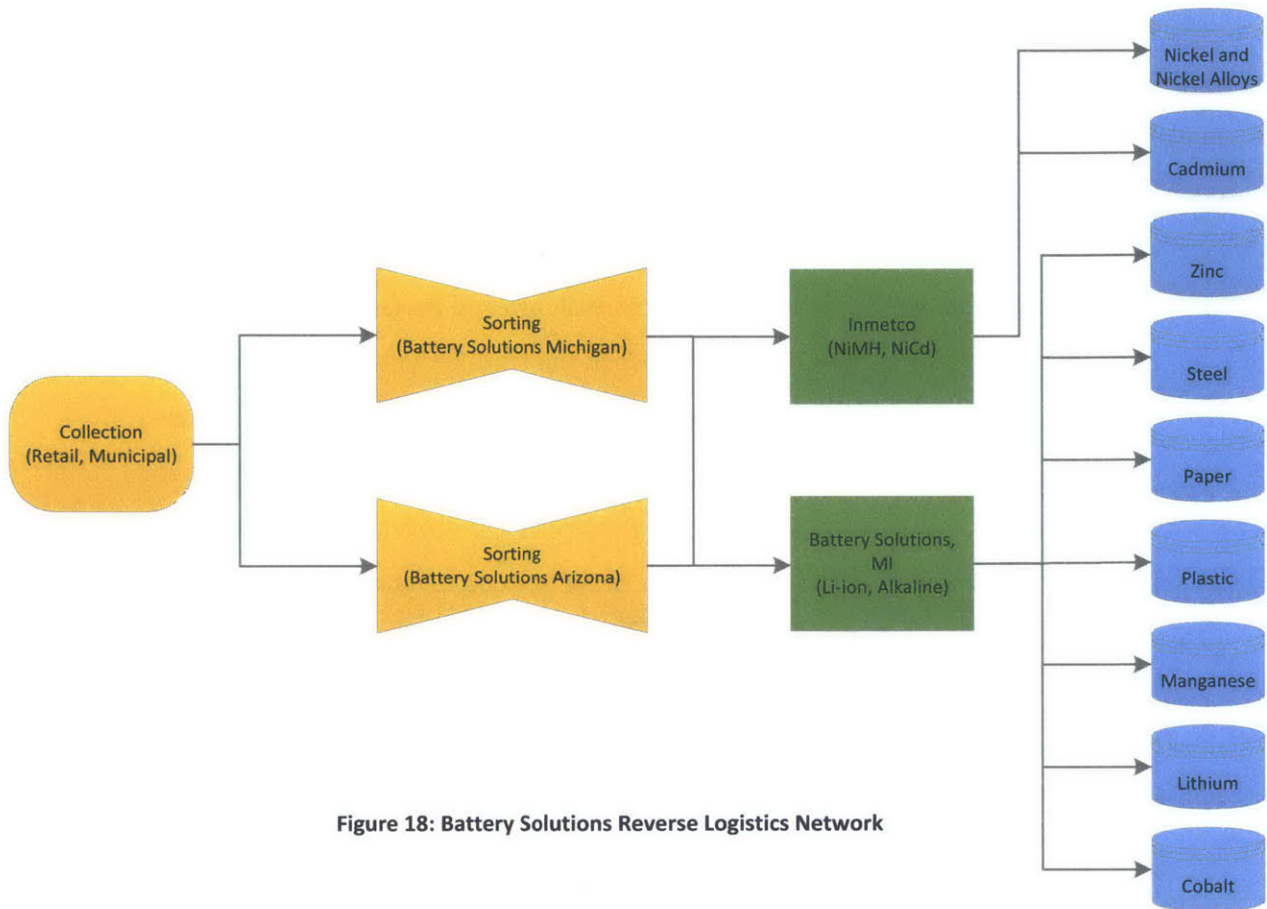 Collection
(Retail, Municipal)
Sorting
(Battery Solutions Michigan)
Sorting
(Battery Solutions Arizona)
Inmetco
(NiMH, NiCd)
Battery Solutions,
MI
(Li-ion, Alkaline)
Nickel and
Nickel Alloys
Cadmium
Zinc
Steel
Paper
Plastic
Manganese
Lithium
Cobalt
Figure 18: Battery Solutions Reverse Logistics Network